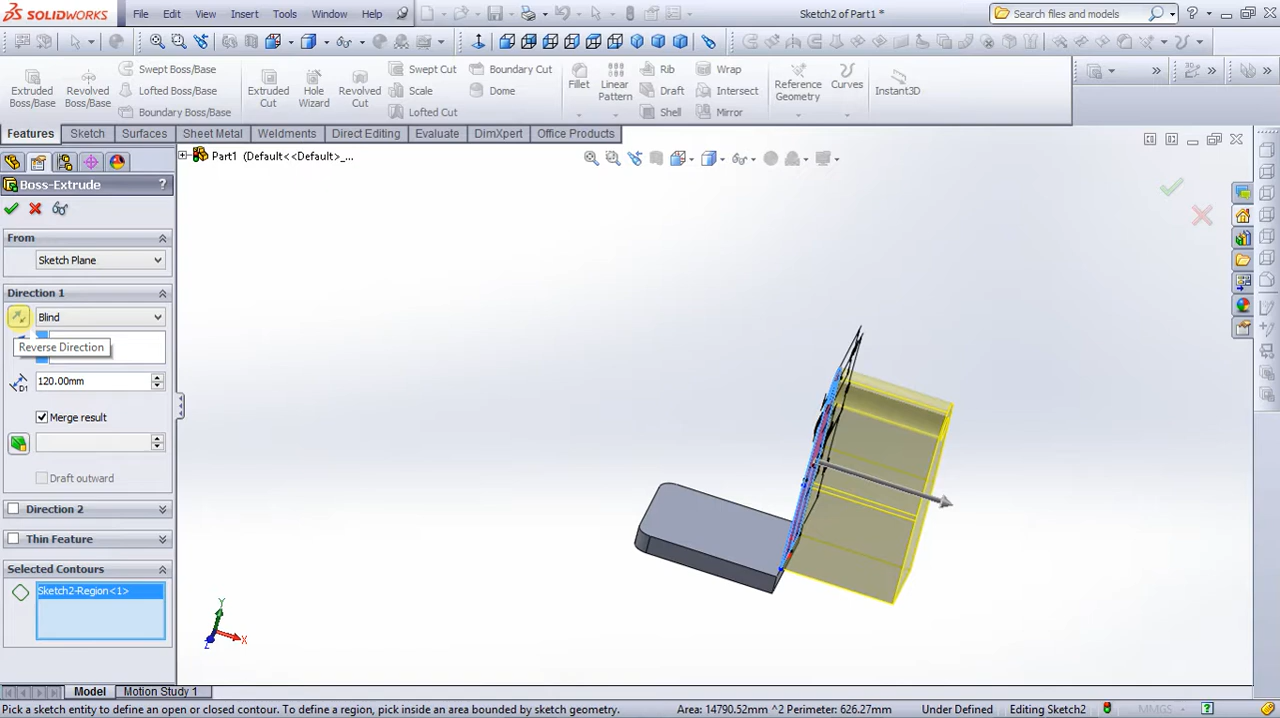 SOLIDWORKS File Edit View Insert Tools Window Help Sketch2 of Part1 * Search files and models
Extruded Boss/Base
Revolved Boss/Base
Swept Boss/Base
Boundary Boss/Base
Extruded Cut
Hole Wizard
Revolved Cut
Swept Cut
Scale
Lofted Cut
Boundary Cut
Dome
Fillet
Linear Pattern
Rib
Draft
Shell
Wrap
Intersect
Mirror
Reference Geometry
Curves
Instant3D
Features Sketch Surfaces Sheet Metal Weldments Direct Editing Evaluate DimXpert Office Products
Part1 (Default<<Default>_...
Boss-Extrude ?
From
Sketch Plane
Direction 1
Blind
Reverse Direction
D1 120.00mm
Merge result
Draft outward
Direction 2
Thin Feature
Selected Contours
Sketch2-Region<1>
Y
X
Z
Model Motion Study 1
Pick a sketch entity to define an open or closed contour. To define a region, pick inside an area bounded by sketch geometry. Area: 14790.52mm ^2 Perimeter: 626.27mm Under Defined Editing Sketch2 MMGS ?